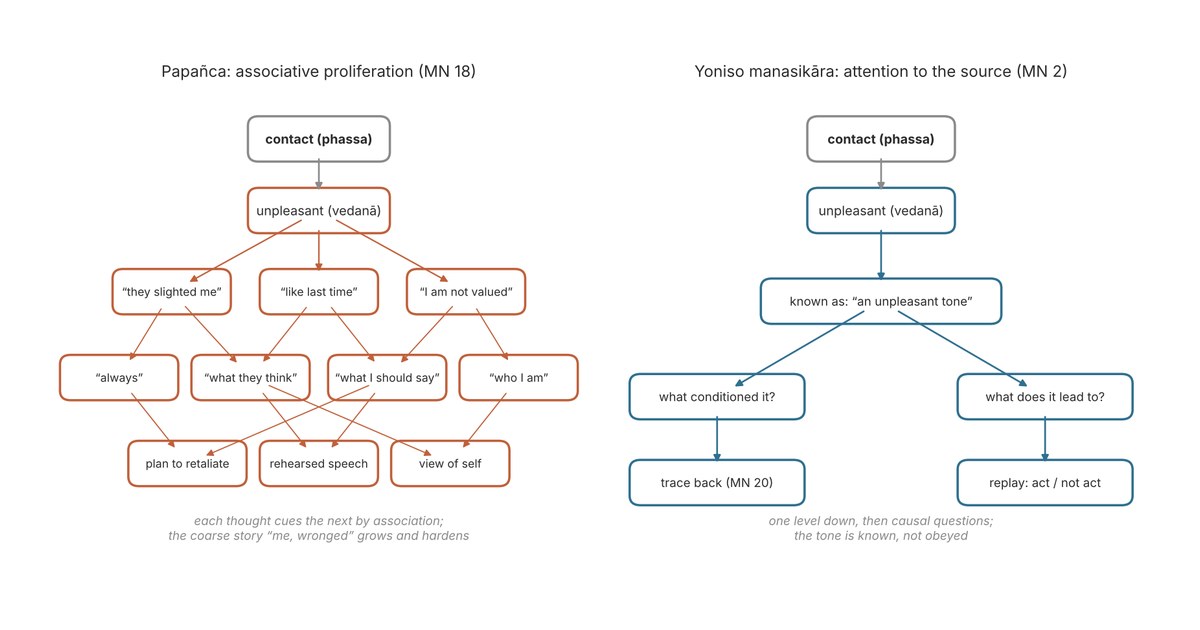 Papañca: associative proliferation (MN 18)
contact (phassa)
unpleasant (vedanā)
“they slighted me”
“like last time”
“I am not valued”
“always”
“what they think”
“what I should say”
“who I am”
plan to retaliate
rehearsed speech
view of self
each thought cues the next by association;
the coarse story “me, wronged” grows and hardens
Yoniso manasikāra: attention to the source (MN 2)
contact (phassa)
unpleasant (vedanā)
known as: “an unpleasant tone”
what conditioned it?
what does it lead to?
trace back (MN 20)
replay: act / not act
one level down, then causal questions;
the tone is known, not obeyed